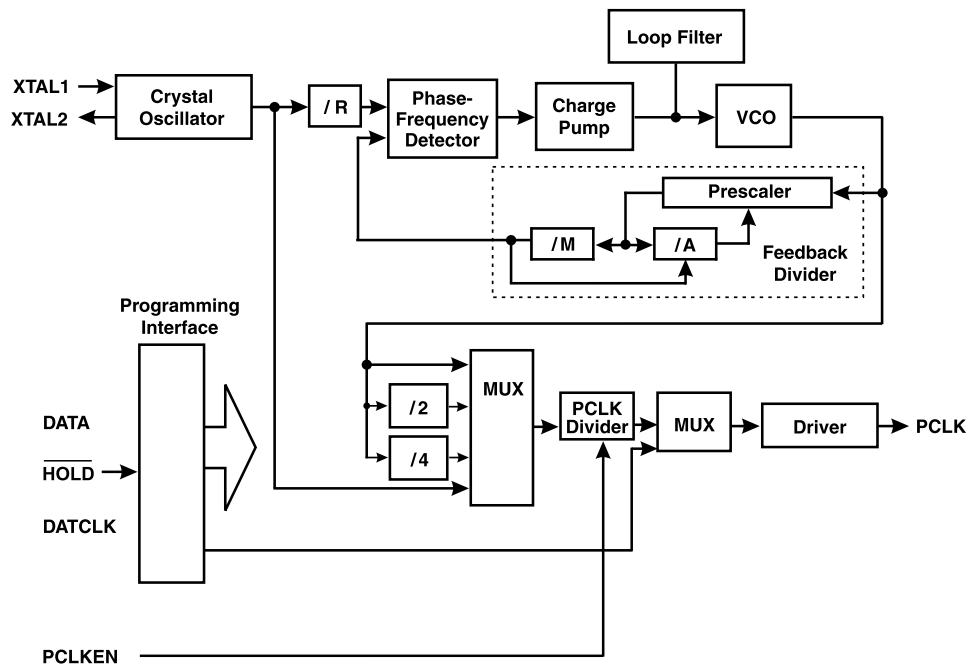 Loop Filter
XTAL1
XTAL2
Crystal
Oscillator
/ R
Phase-
Frequency
Detector
Charge
Pump
VCO
Prescaler
/ M
/A
Feedback
Divider
Programming
Interface
DATA
HOLD
DATCLK
/2
/4
MUX
PCLK
Divider
MUX
Driver
PCLK
PCLKEN